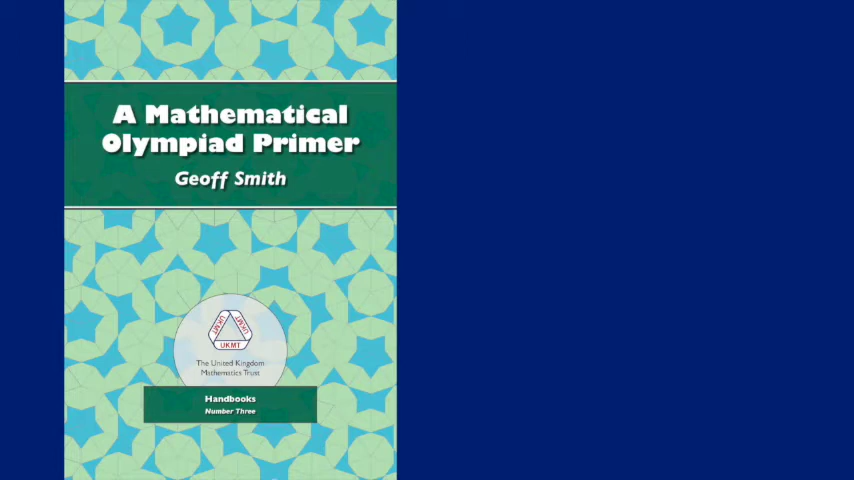 A Mathematical
Olympiad Primer
Geoff Smith
UKMT
UKMT
UKMT
The United Kingdom
Mathematics Trust
Handbooks
Number Three